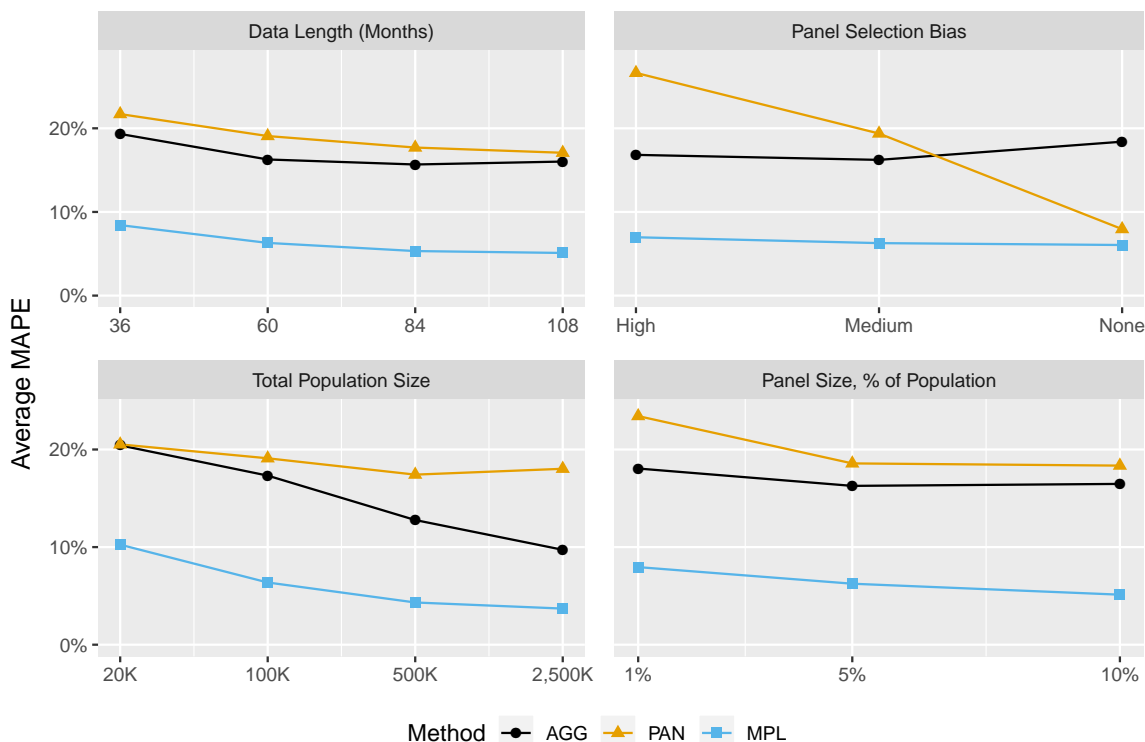 Data Length (Months)
Panel Selection Bias
20%
10%
0%
36 60 84 108
High Medium None
Average MAPE
Total Population Size
Panel Size, % of Population
20%
10%
0%
20K 100K 500K 2,500K
1% 5% 10%
Method AGG PAN MPL